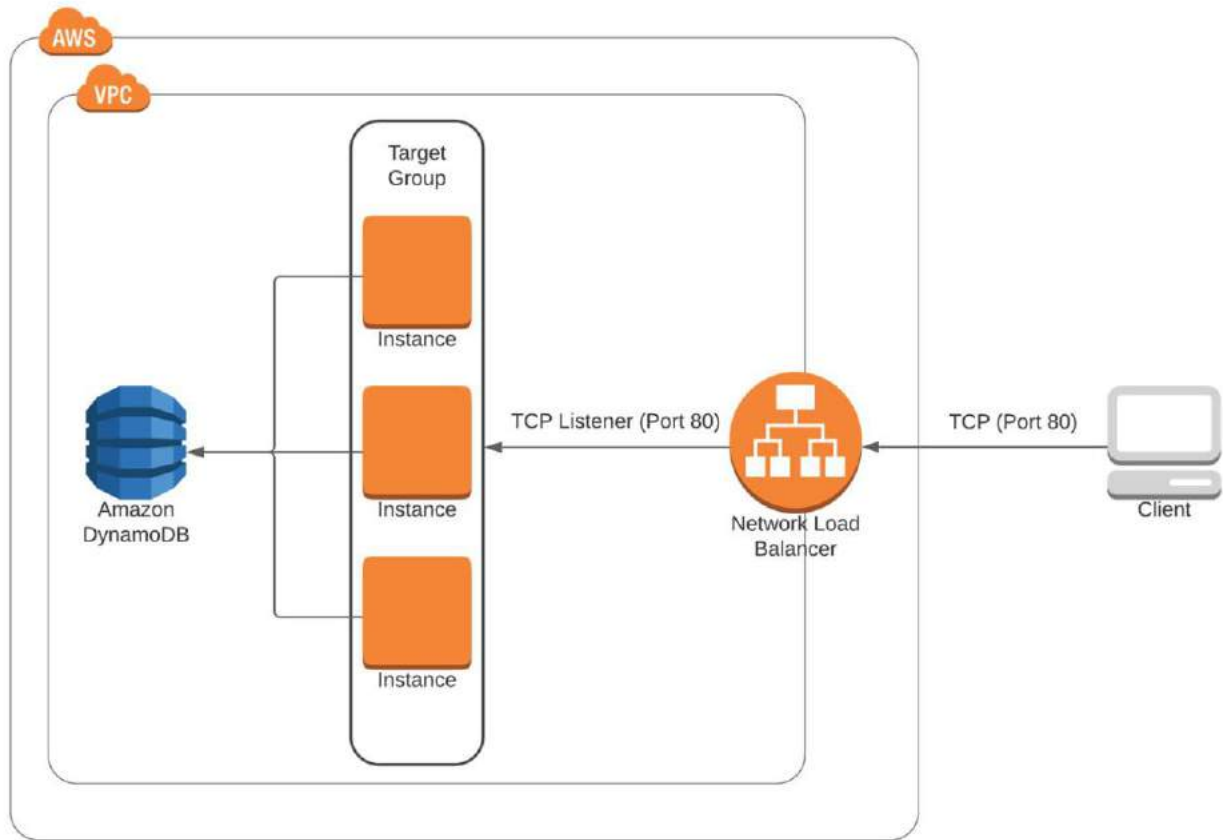 AWS
VPC
Target
Group
Instance
Instance
Instance
Amazon
DynamoDB
TCP Listener (Port 80)
Network Load
Balancer
TCP (Port 80)
Client